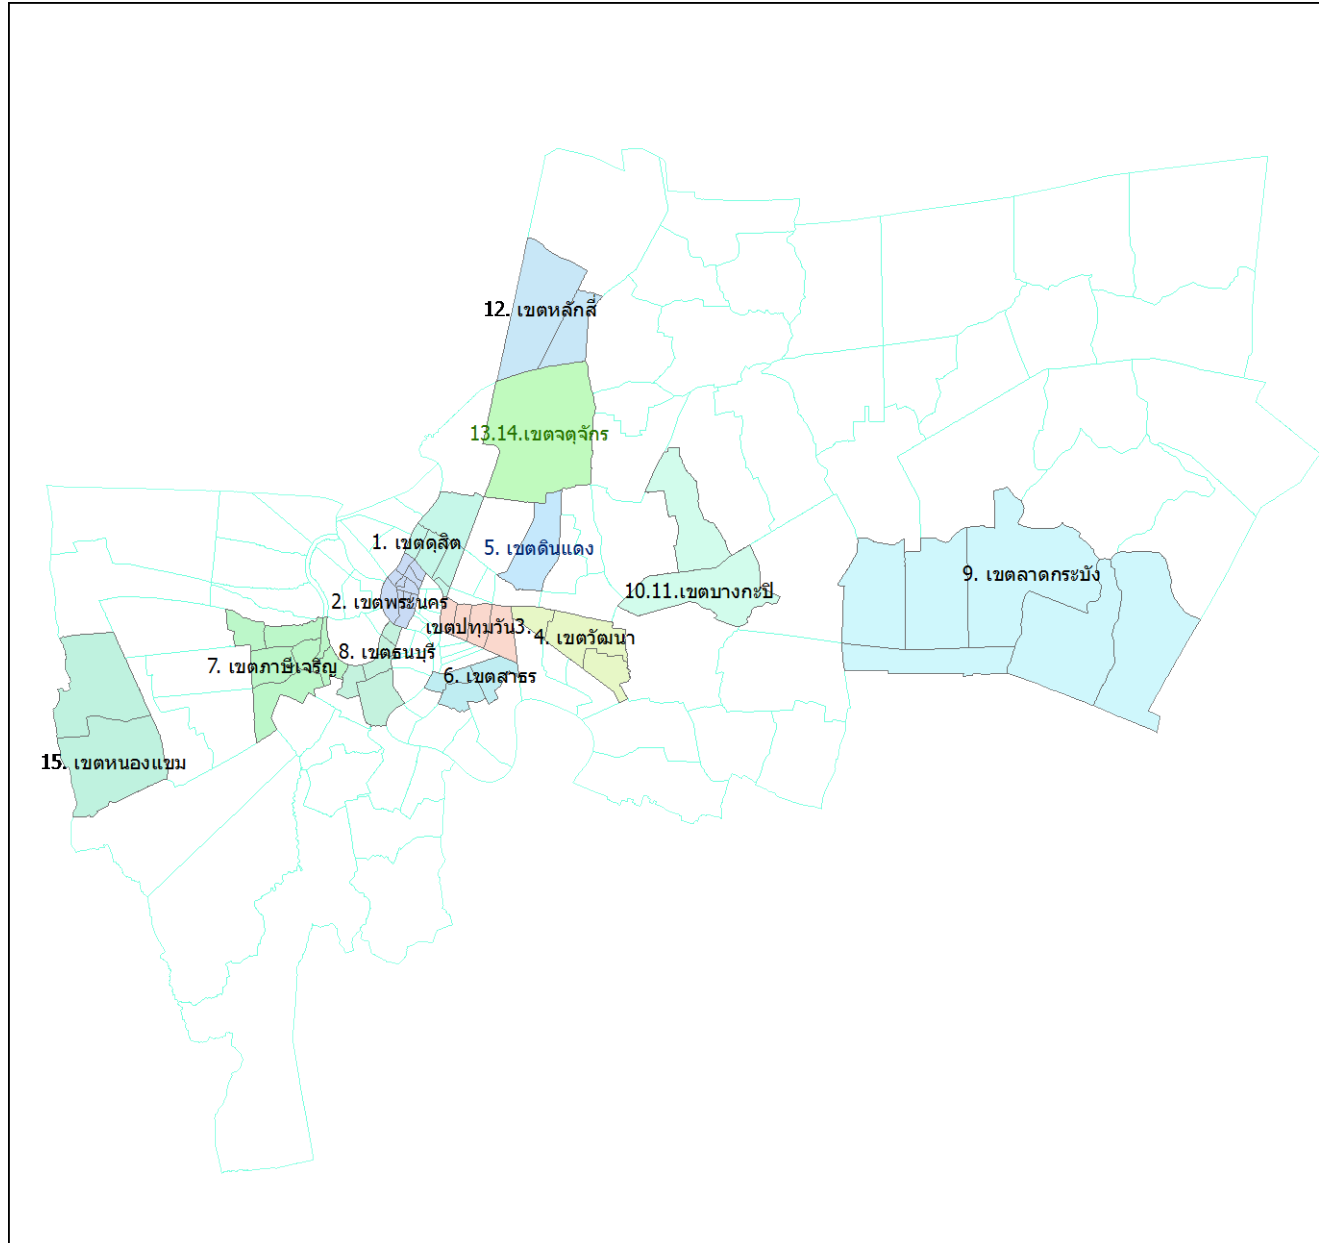 12. เขตหลักสี่
13.14.เขตจตุจักร
1. เขตดุสิต
5. เขตดินแดง
9. เขตลาดกระบัง
10.11.เขตบางกะปิ
2. เขตพระนคร
เขตปทุมวัน3.
4. เขตวัฒนา
8. เขตธนบุรี
7. เขตภาษีเจริญ
6. เขตสาธร
15. เขตหนองแขม